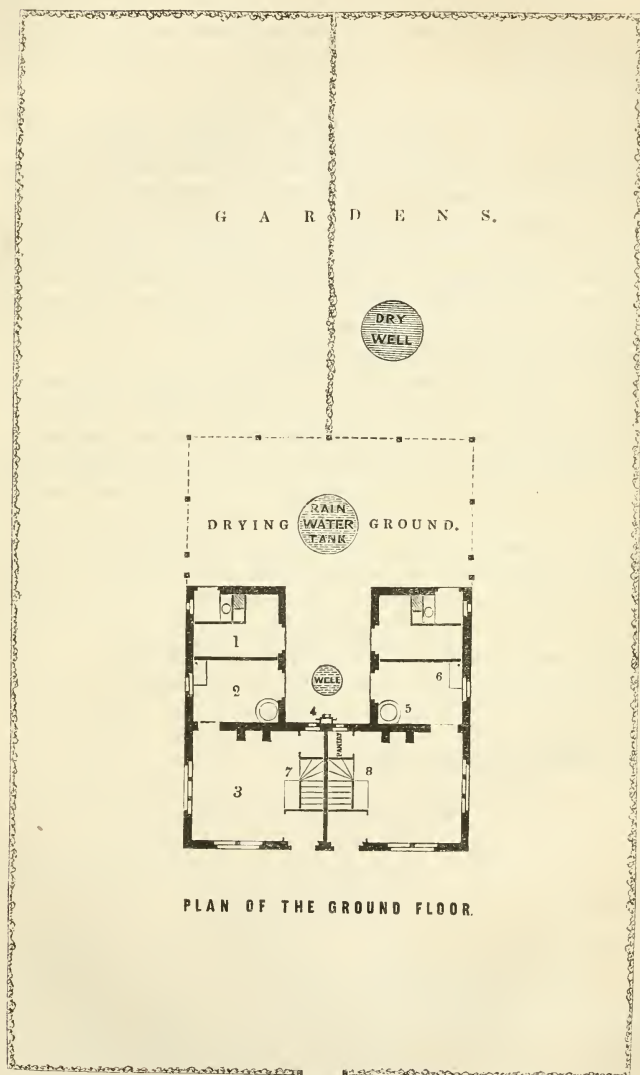 GARDENS.
DRY
WELL
RAIN
DRYING WATER GROUND.
TANK
1
2
6
WELL
4
5
PANTRY
7
8
3
PLAN OF THE GROUND FLOOR.